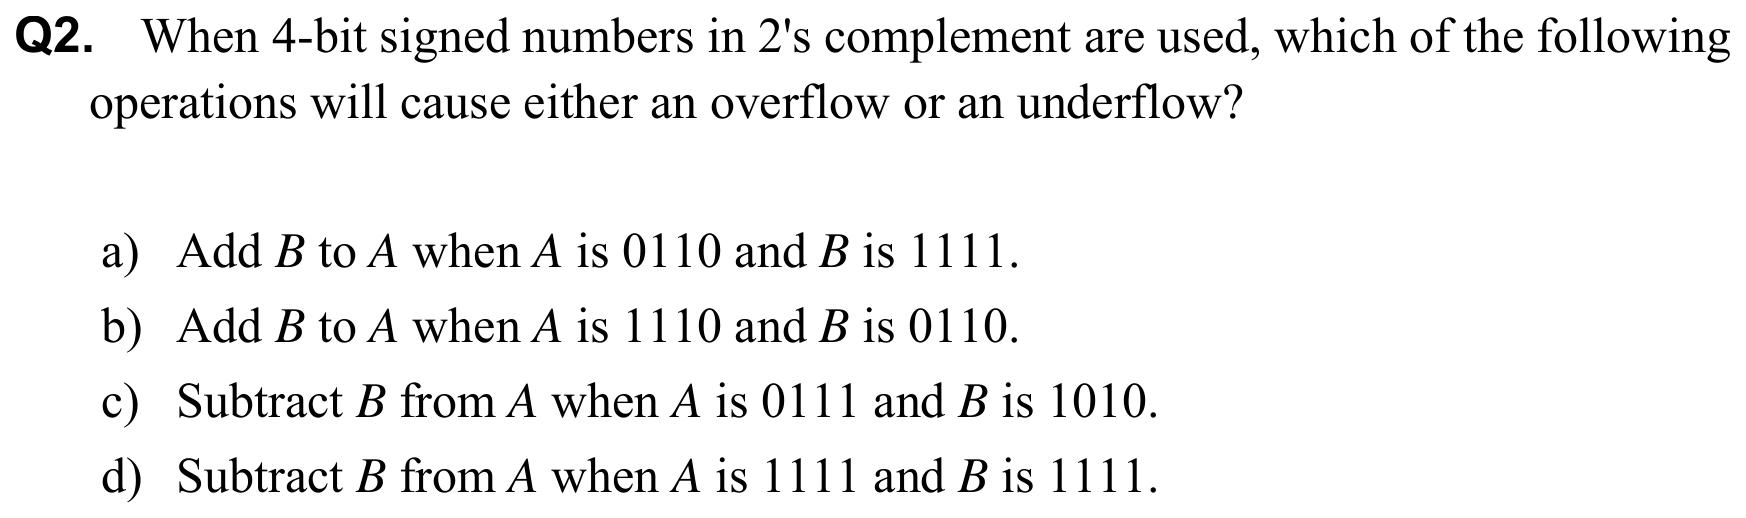 Q2. When 4-bit signed numbers in 2's complement are used, which of the following
operations will cause either an overflow or an underflow?
a) Add B to A when A is 0110 and B is 1111.
b) Add B to A when A is 1110 and B is 0110.
c) Subtract B from A when A is 0111 and B is 1010.
d) Subtract B from A when A is 1111 and B is 1111.